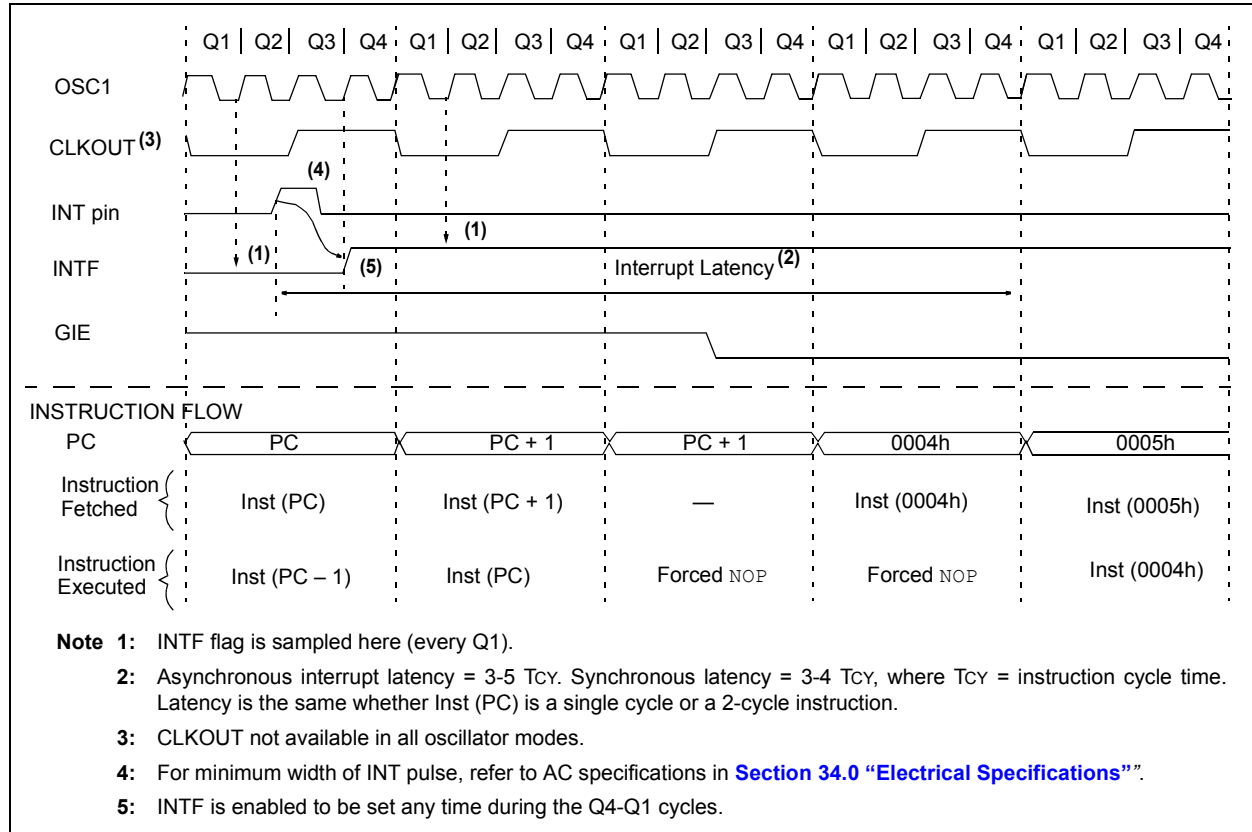 Q1 | Q2 | Q3 | Q4 Q1 | Q2 | Q3 | Q4 Q1 | Q2 | Q3 | Q4 Q1 | Q2 | Q3 | Q4 Q1 | Q2 | Q3 | Q4
OSC1
CLKOUT (3)
(4)
INT pin
(1)
(1)
INTF
(5)
Interrupt Latency (2)
GIE
INSTRUCTION FLOW
PC PC PC + 1 PC + 1 0004h 0005h
Instruction
Fetched
Inst (PC) Inst (PC + 1) — Inst (0004h) Inst (0005h)
Instruction
Executed
Inst (PC – 1) Inst (PC) Forced NOP Forced NOP Inst (0004h)
Note 1: INTF flag is sampled here (every Q1).
2: Asynchronous interrupt latency = 3-5 TCY. Synchronous latency = 3-4 TCY, where TCY = instruction cycle time.
Latency is the same whether Inst (PC) is a single cycle or a 2-cycle instruction.
3: CLKOUT not available in all oscillator modes.
4: For minimum width of INT pulse, refer to AC specifications in Section 34.0 “Electrical Specifications””.
5: INTF is enabled to be set any time during the Q4-Q1 cycles.